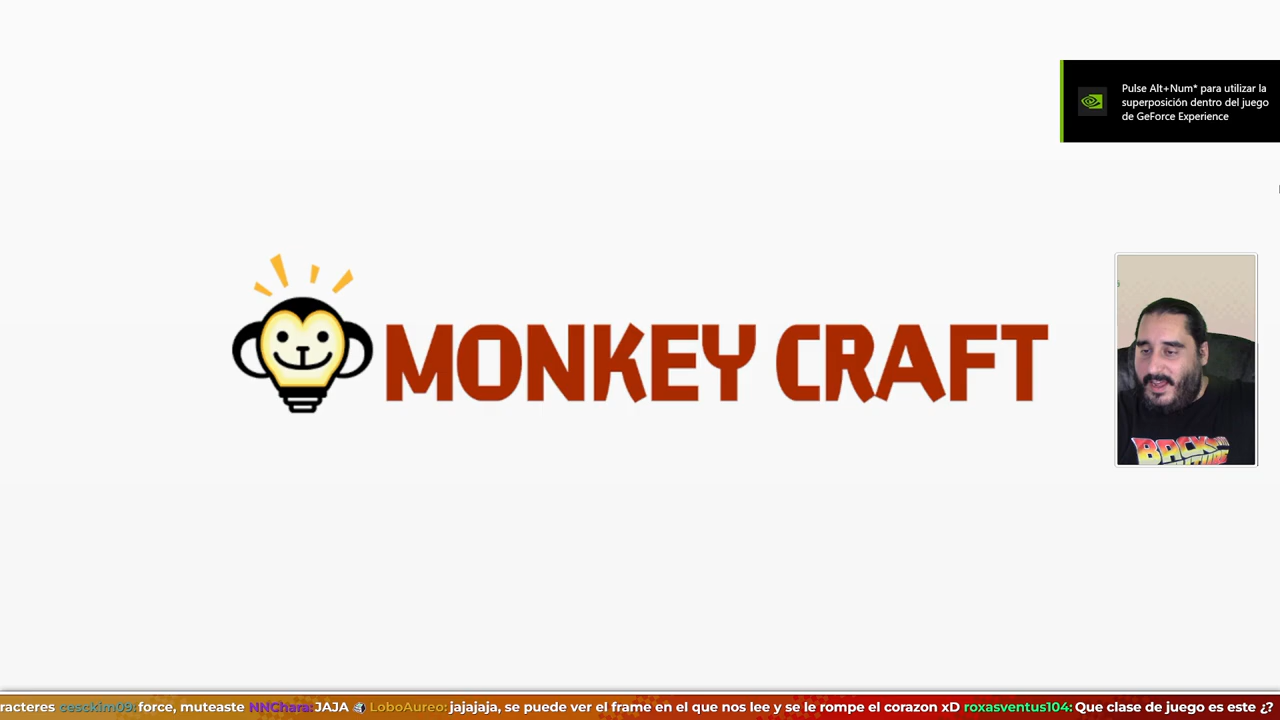 Pulse Alt+Num* para utilizar la
superposición dentro del juego
de GeForce Experience
MONKEY CRAFT
BACK
FUTURE
racteres cesckim09: force, muteaste NNChara: JAJA LoboAureo: jajajaja, se puede ver el frame en el que nos lee y se le rompe el corazon xD roxasventus104: Que clase de juego es este ¿?